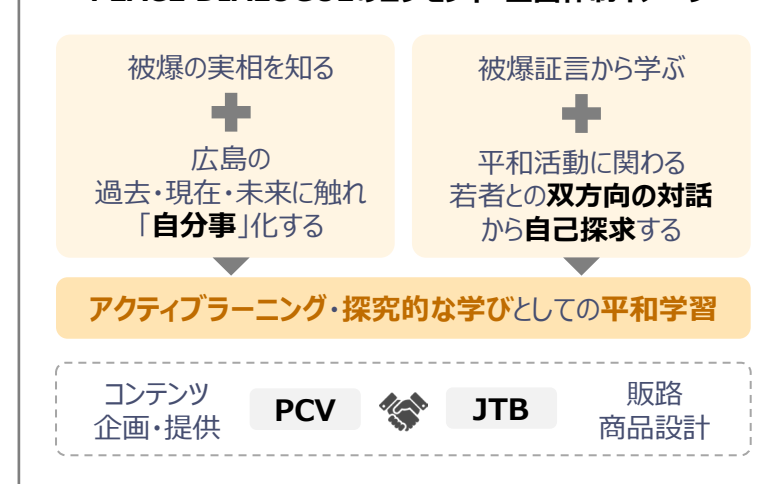 被爆の実相を知る
広島の
過去・現在・未来に触れ
「自分事」化する
被爆証言から学ぶ
平和活動に関わる
若者との双方向の対話
から自己探求する
アクティブラーニング・探究的な学びとしての平和学習
コンテンツ
企画・提供
PCV
JTB
販路
商品設計